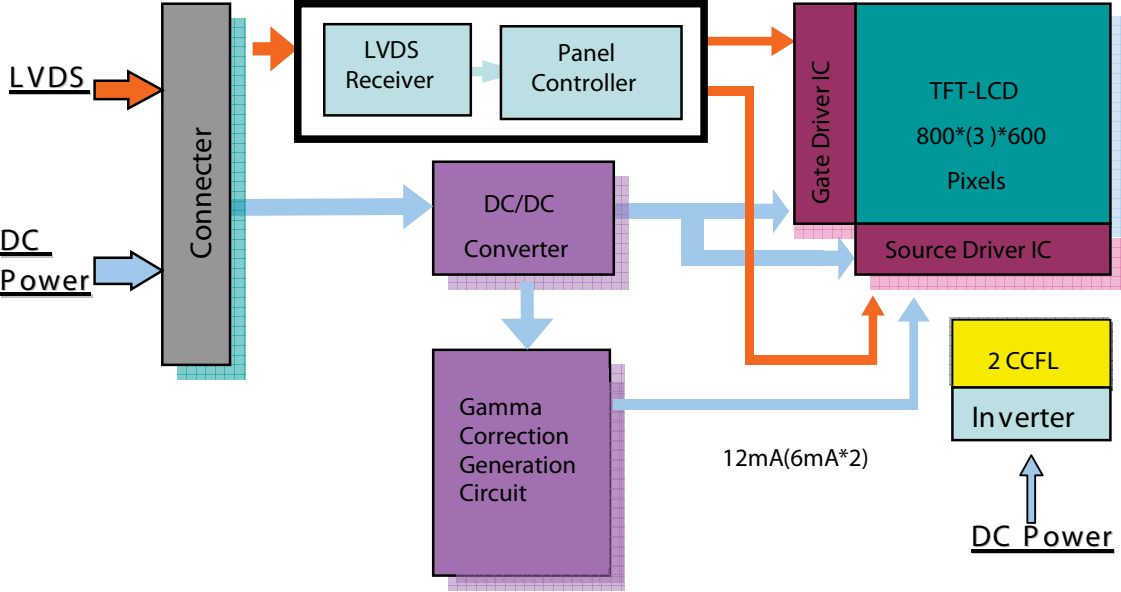 LVDS
DC
Power
Connecter
LVDS
Receiver
Panel
Controller
DC/DC
Converter
Gamma
Correction
Generation
Circuit
Gate Driver IC
TFT-LCD
800*(3 )*600
Pixels
Source Driver IC
2 CCFL
Inverter
12mA(6mA*2)
DC Power